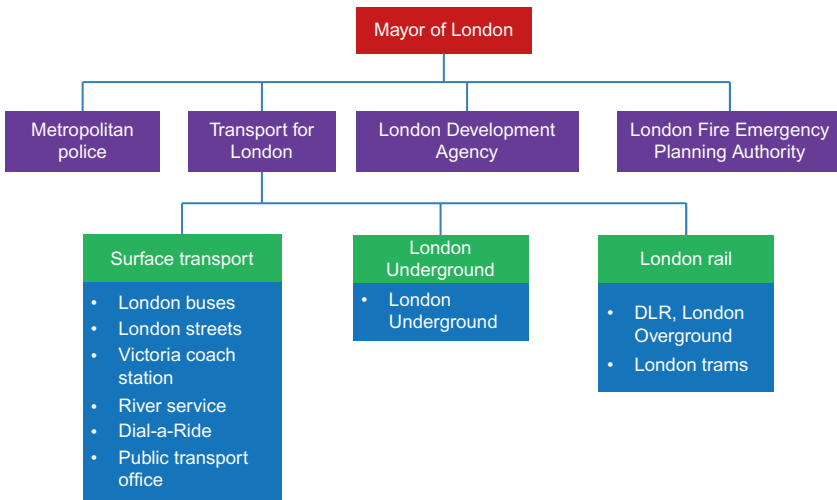 Mayor of London
Metropolitan
police
Transport for
London
London Development
Agency
London Fire Emergency
Planning Authority
Surface transport
• London buses
• London streets
• Victoria coach
station
• River service
• Dial-a-Ride
• Public transport
office
London
Underground
• London
Underground
London rail
• DLR, London
Overground
• London trams